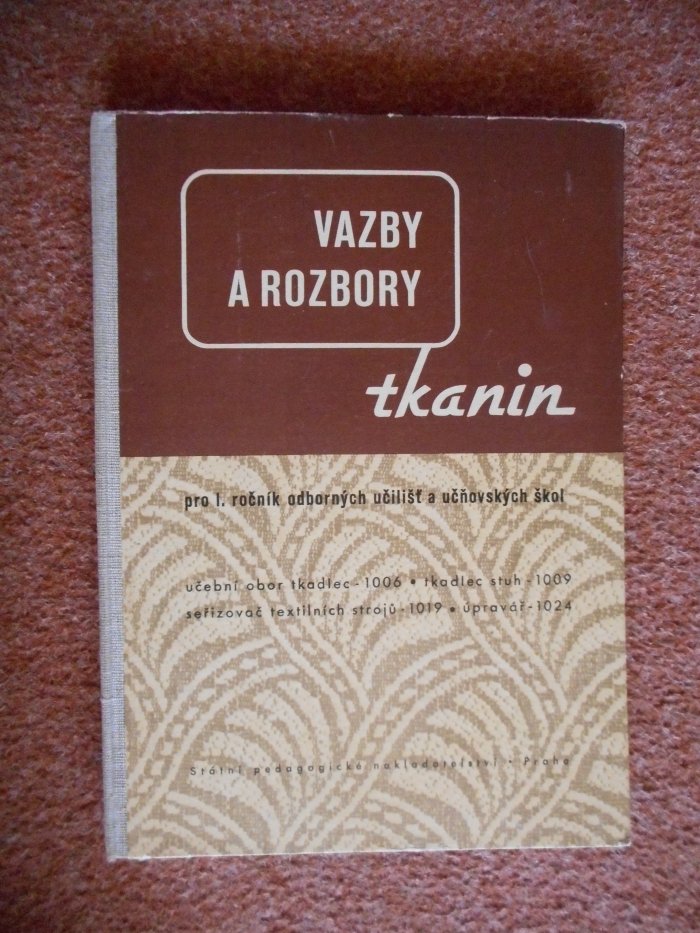 VAZBY
A ROZBORY
tkanin
pro I. ročník odborných učilišť a učňovských škol
učební obor tkadlec - 1006 • tkadlec stuh - 1009
seřizovač textilních strojů - 1019 • úpravář - 1024
Státní pedagogické nakladatelství • Praha